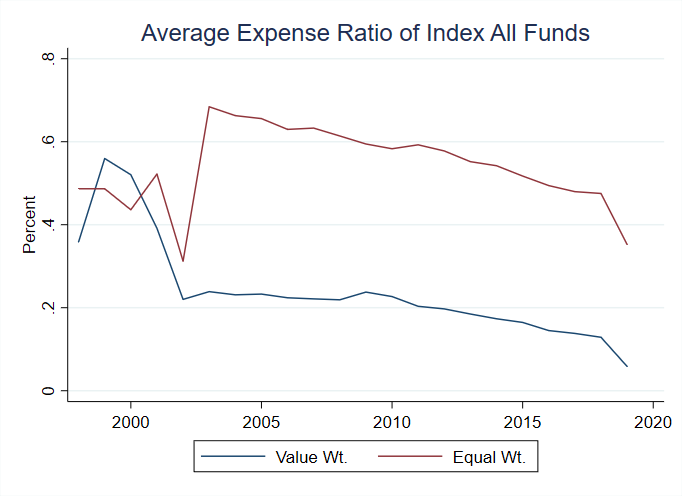 Average Expense Ratio of Index All Funds
.8
.6
.4
.2
0
Percent
2000 2005 2010 2015 2020
Value Wt. Equal Wt.